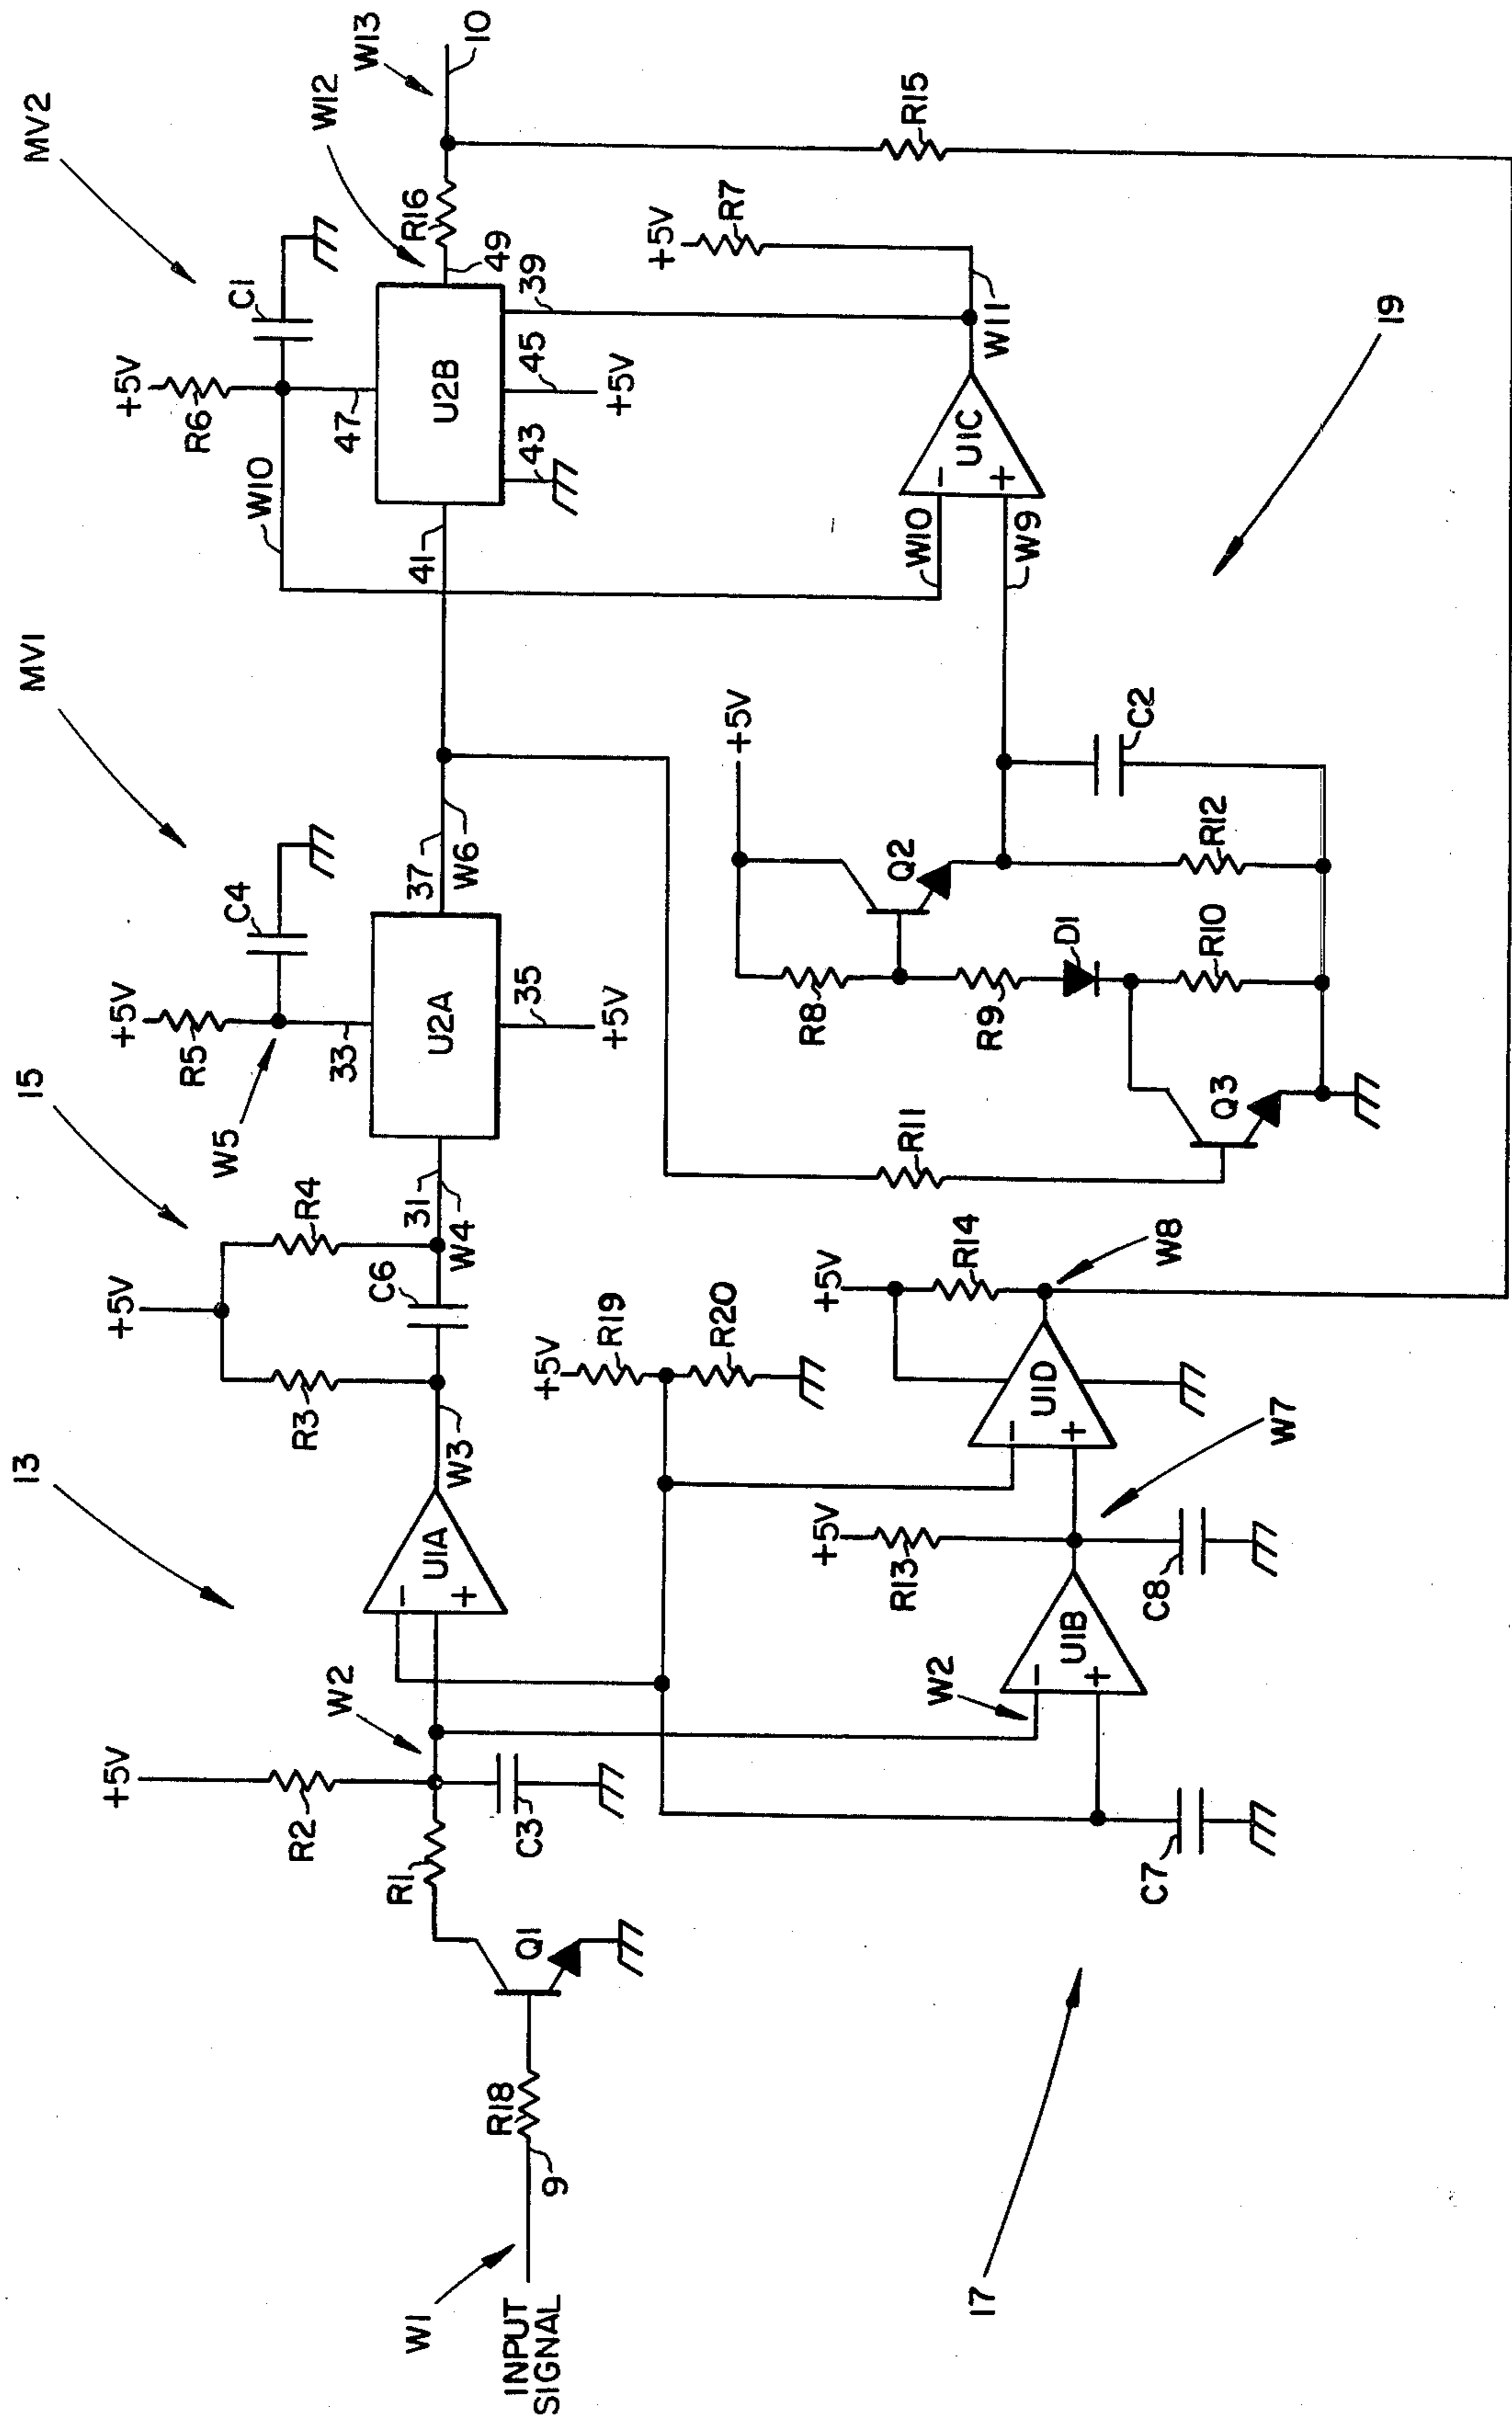 13
15
MV1
MV2
+5V
+5V
+5V
+5V
R2
R3
R4
R5
C4
R6
C1
W5
W10
W12
W13
10
W2
33
47
R1
C6
R16
U1A
W3
31
W4
U2A
37
W6
41
U2B
49
C3
35
+5V
43
45
39
+5V
W1
INPUT
SIGNAL
9
R18
Q1
+5V
R19
R20
+5V
R7
+5V
R13
+5V
R14
R11
R8
+5V
Q2
R15
W2
U1B
U1D
R9
D1
W10
W9
U1C
W11
W8
C7
C8
W7
Q3
R10
R12
C2
17
19